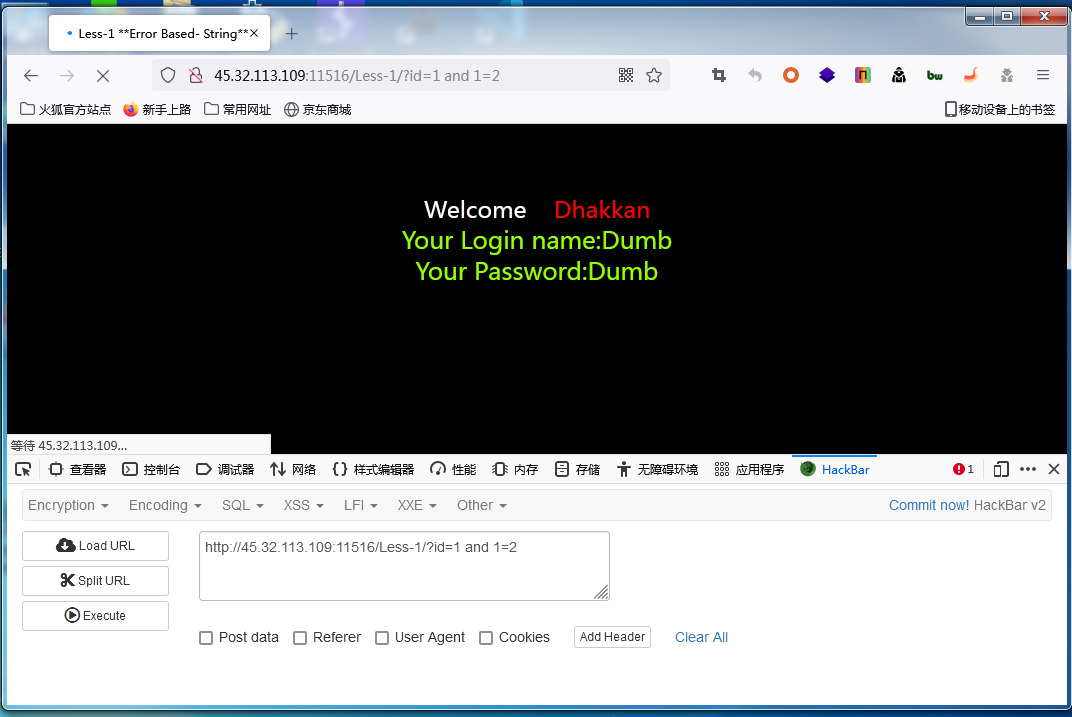 Less-1 **Error Based- String**
45.32.113.109:11516/Less-1/?id=1 and 1=2
bw
火狐官方站点 新手上路 常用网址 京东商城 移动设备上的书签
Welcome Dhakkan
Your Login name:Dumb
Your Password:Dumb
等待 45.32.113.109...
查看器 控制台 调试器 网络 样式编辑器 性能 内存 存储 无障碍环境 应用程序 HackBar 1
Encryption Encoding SQL XSS LFI XXE Other Commit now! HackBar v2
Load URL
http://45.32.113.109:11516/Less-1/?id=1 and 1=2
Split URL
Execute
Post data Referer User Agent Cookies Add Header Clear All